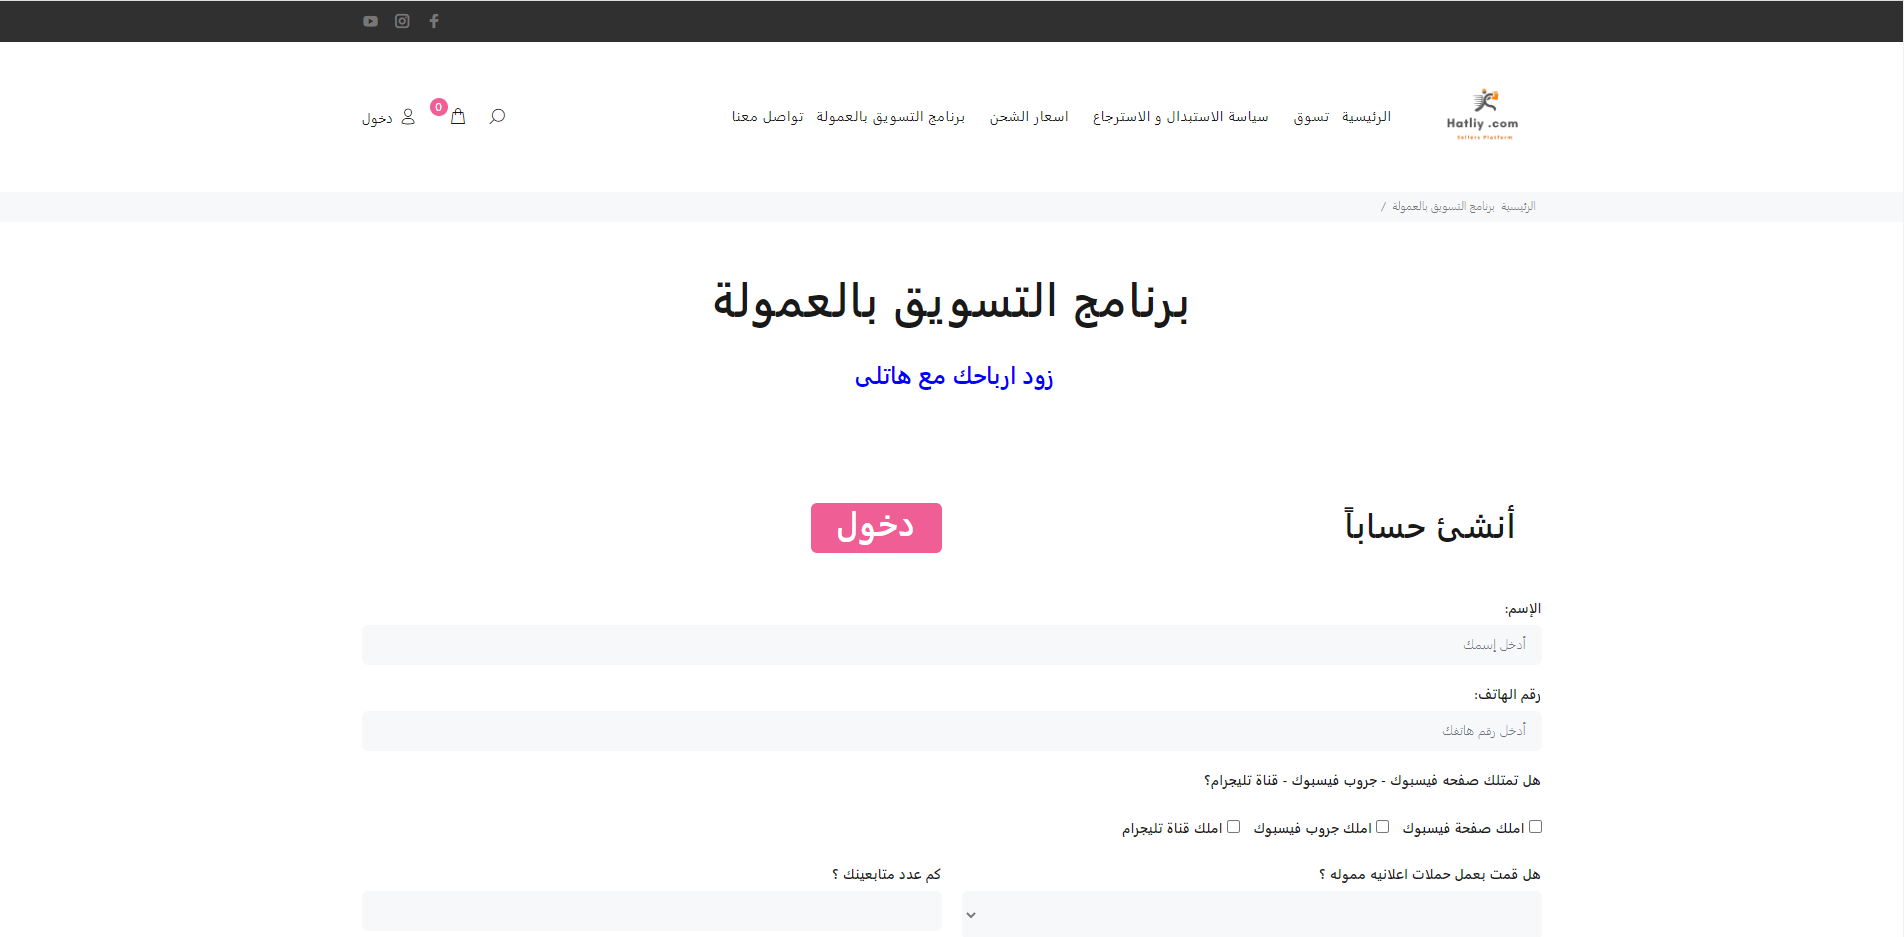 Hatliy .com
Sellers Platform
الرئيسية تسوق سياسة الاستبدال و الاسترجاع اسعار الشحن برنامج التسويق بالعمولة تواصل معنا
0 دخول
الرئيسية برنامج التسويق بالعمولة /
برنامج التسويق بالعمولة
زود ارباحك مع هاتلى
أنشئ حساباً
دخول
الإسم:
أدخل إسمك
رقم الهاتف:
أدخل رقم هاتفك
هل تمتلك صفحه فيسبوك - جروب فيسبوك - قناة تليجرام؟
املك صفحة فيسبوك املك جروب فيسبوك املك قناة تليجرام
هل قمت بعمل حملات اعلانيه مموله ؟
كم عدد متابعينك ؟